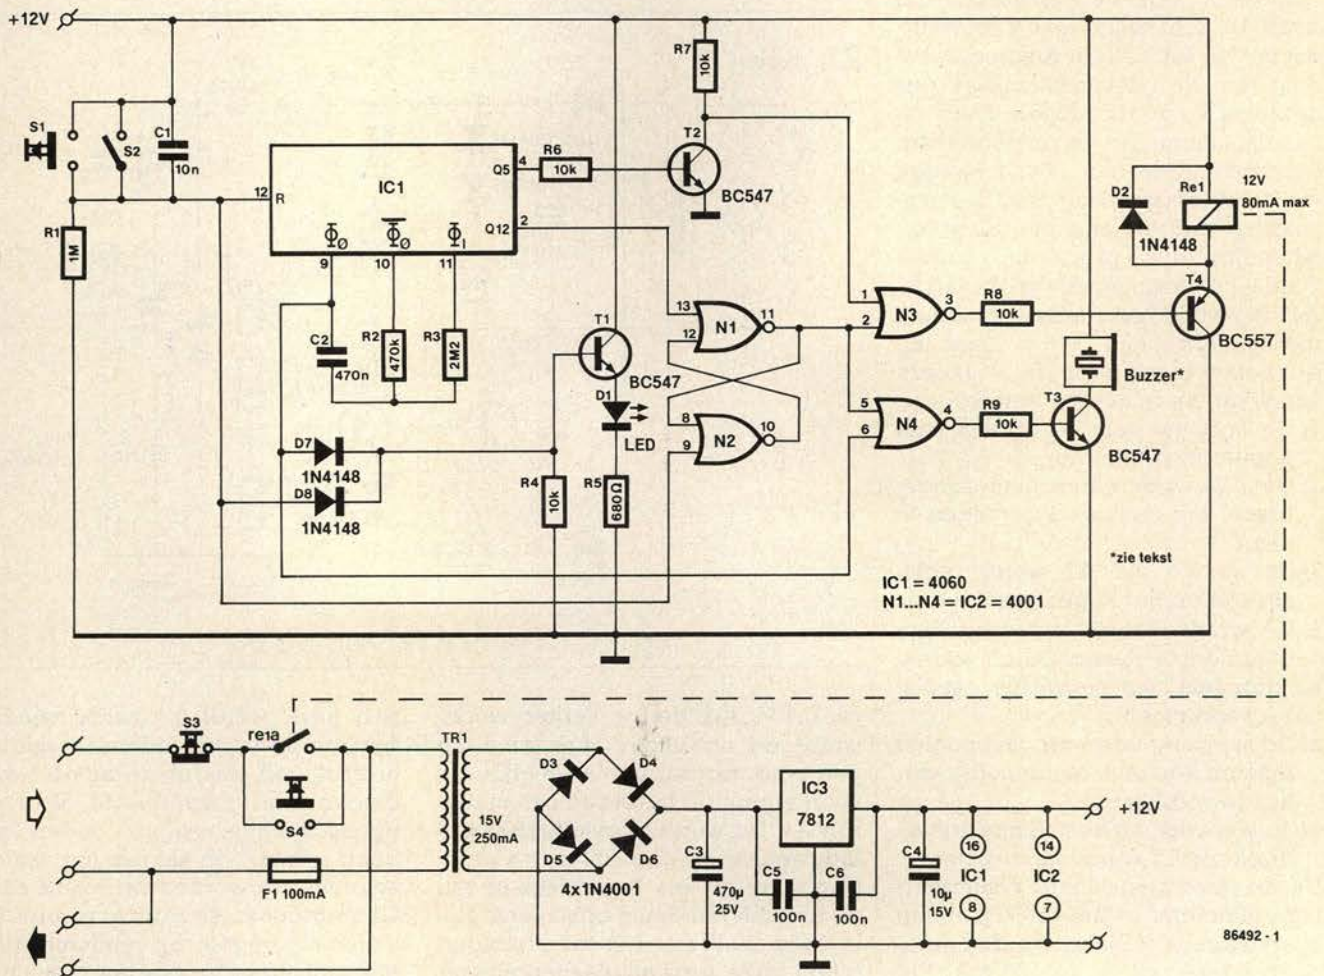 +12V
R7
10k
S1
S2
C1
10n
T2
BC547
4
Q5
R6
10k
IC1
12
R
Q12
2
D2
1N4148
Re1
12V
80mA max
R1
1M
Φ0
Φ0
ΦI
9
10
11
C2
470n
R2
470k
R3
2M2
T1
BC547
D1
LED
13
12
N1
11
1
2
N3
3
R8
10k
T4
BC557
Buzzer*
D7
1N4148
D8
1N4148
8
9
N2
10
5
6
N4
4
R9
10k
T3
BC547
R4
10k
R5
680Ω
*zie tekst
IC1 = 4060
N1...N4 = IC2 = 4001
S3
re1a
S4
F1 100mA
TR1
15V
250mA
D3
D4
D5
D6
4x1N4001
C3
470µ
25V
IC3
7812
C5
100n
C6
100n
C4
10µ
15V
16
IC1
8
14
IC2
7
+12V
86492 - 1